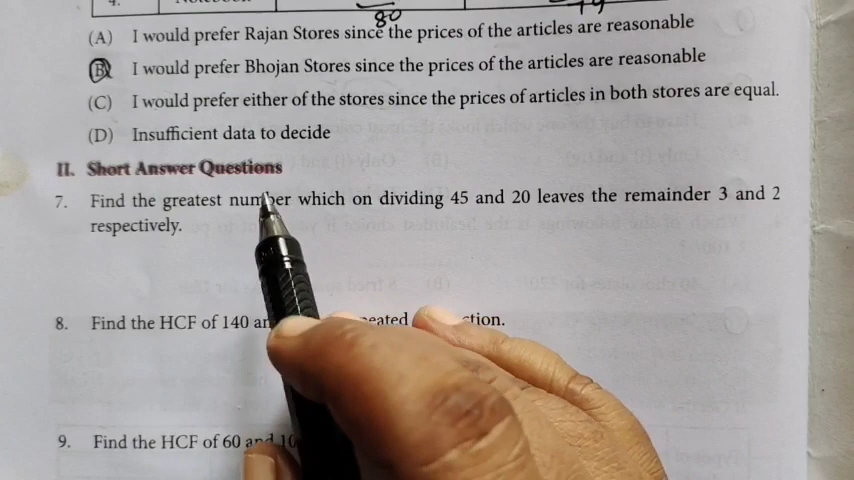 4.
80
(A) I would prefer Rajan Stores since the prices of the articles are reasonable
(B) I would prefer Bhojan Stores since the prices of the articles are reasonable
(C) I would prefer either of the stores since the prices of articles in both stores are equal.
(D) Insufficient data to decide
II. Short Answer Questions
7. Find the greatest number which on dividing 45 and 20 leaves the remainder 3 and 2
respectively.
8. Find the HCF of 140
9. Find the HCF of 60 and